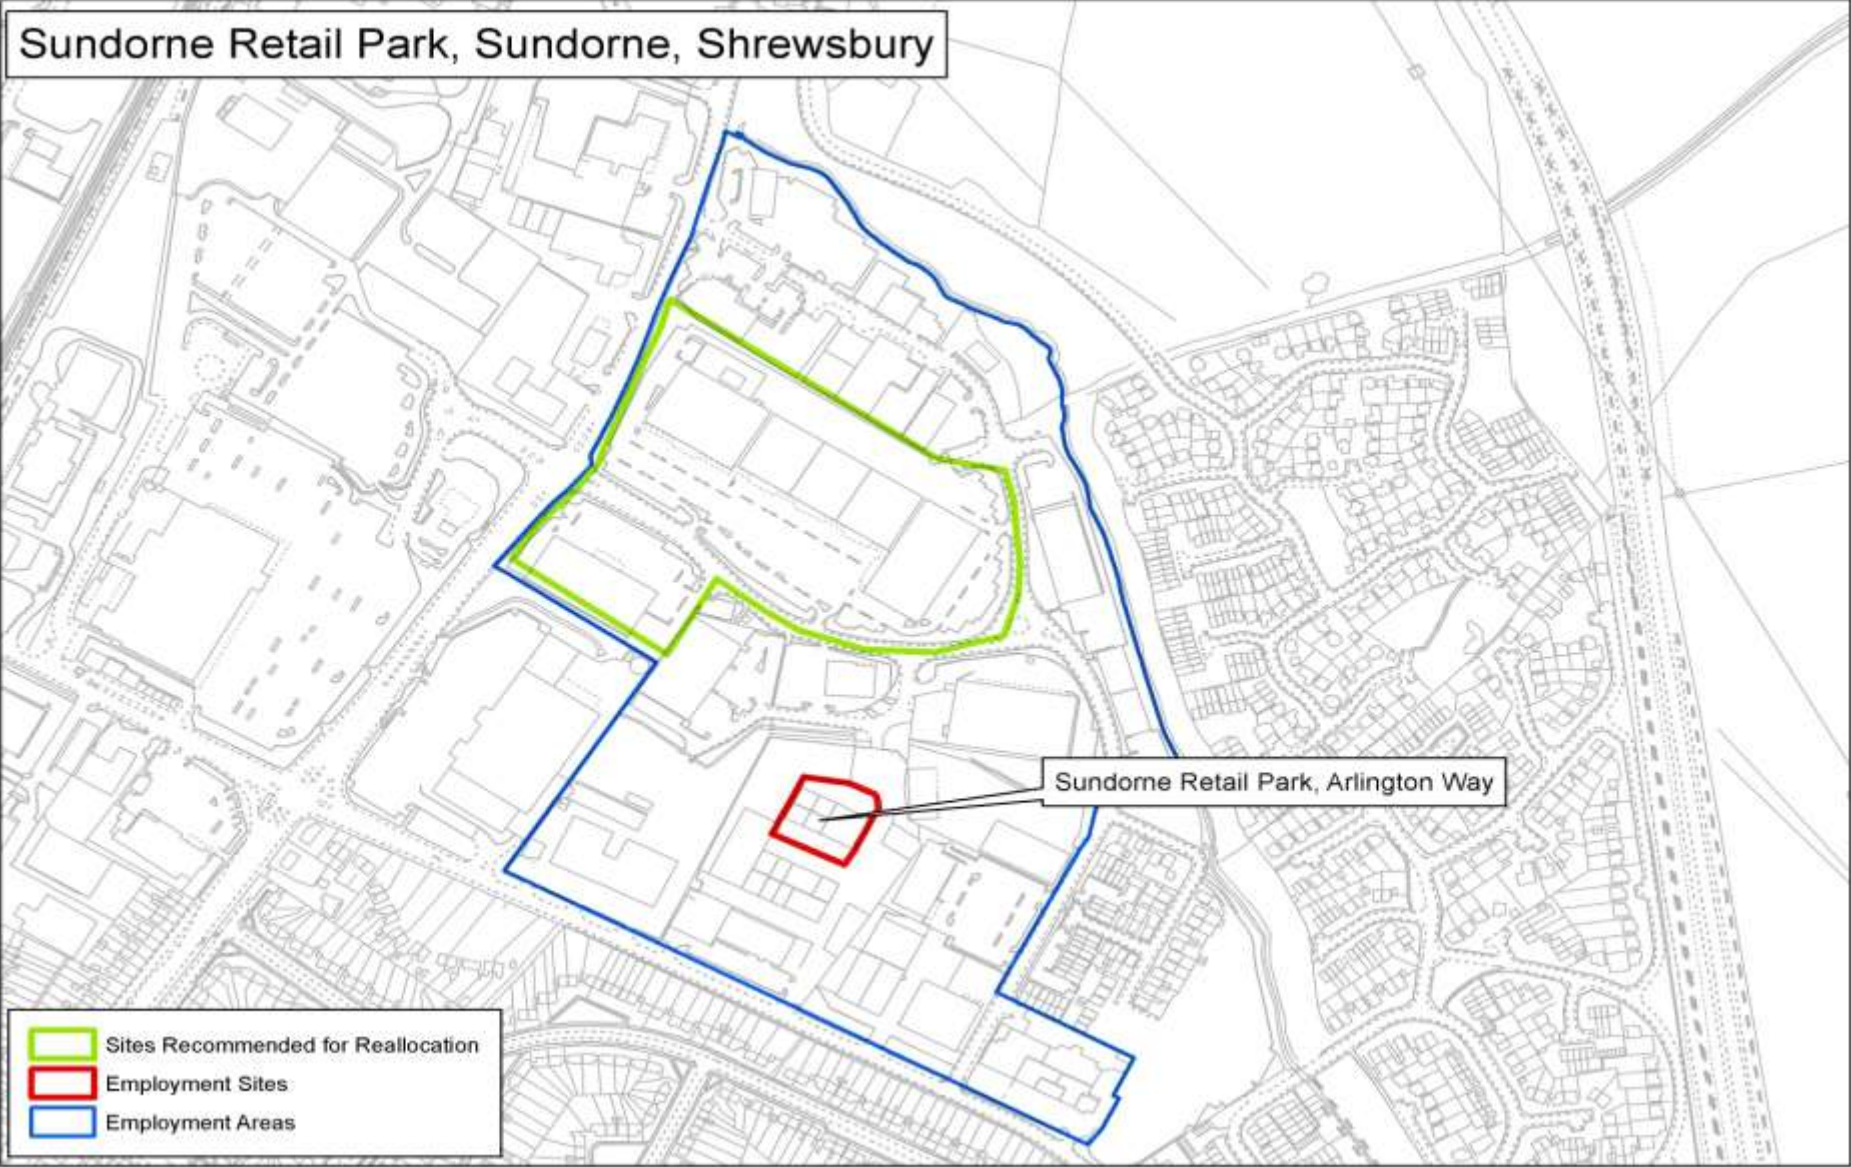 Sundorne Retail Park, Sundorne, Shrewsbury
Sundorne Retail Park, Arlington Way
Sites Recommended for Reallocation
Employment Sites
Employment Areas